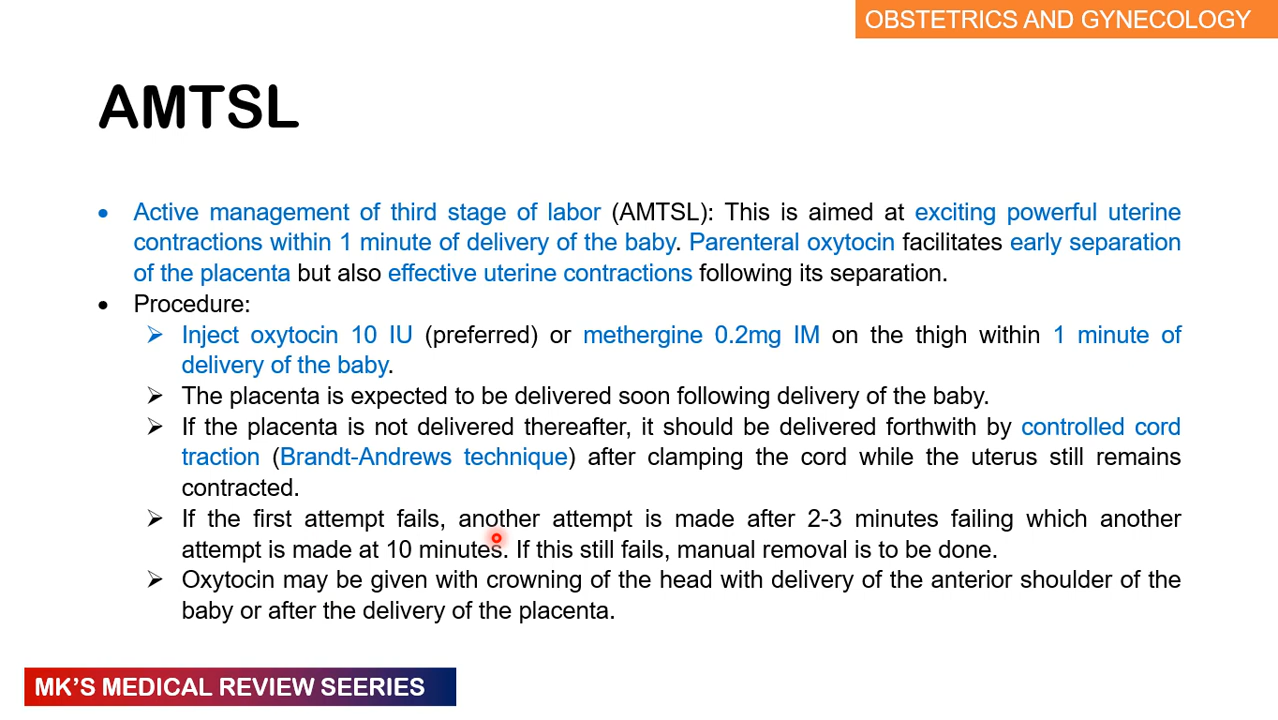 OBSTETRICS AND GYNECOLOGY
AMTSL
• Active management of third stage of labor (AMTSL): This is aimed at exciting powerful uterine
contractions within 1 minute of delivery of the baby. Parenteral oxytocin facilitates early separation
of the placenta but also effective uterine contractions following its separation.
• Procedure:
➢ Inject oxytocin 10 IU (preferred) or methergine 0.2mg IM on the thigh within 1 minute of
delivery of the baby.
➢ The placenta is expected to be delivered soon following delivery of the baby.
➢ If the placenta is not delivered thereafter, it should be delivered forthwith by controlled cord
traction (Brandt-Andrews technique) after clamping the cord while the uterus still remains
contracted.
➢ If the first attempt fails, another attempt is made after 2-3 minutes failing which another
attempt is made at 10 minutes. If this still fails, manual removal is to be done.
➢ Oxytocin may be given with crowning of the head with delivery of the anterior shoulder of the
baby or after the delivery of the placenta.
MK'S MEDICAL REVIEW SEERIES